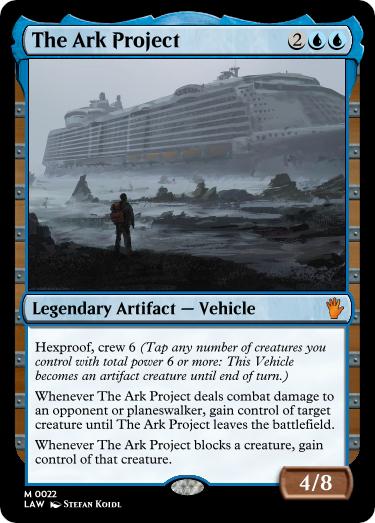 The Ark Project 2
Legendary Artifact — Vehicle
Hexproof, crew 6 (Tap any number of creatures you
control with total power 6 or more: This Vehicle
becomes an artifact creature until end of turn.)
Whenever The Ark Project deals combat damage to
an opponent or planeswalker, gain control of target
creature until The Ark Project leaves the battlefield.
Whenever The Ark Project blocks a creature, gain
control of that creature.
4/8
M 0022
LAW Stefan Koidl